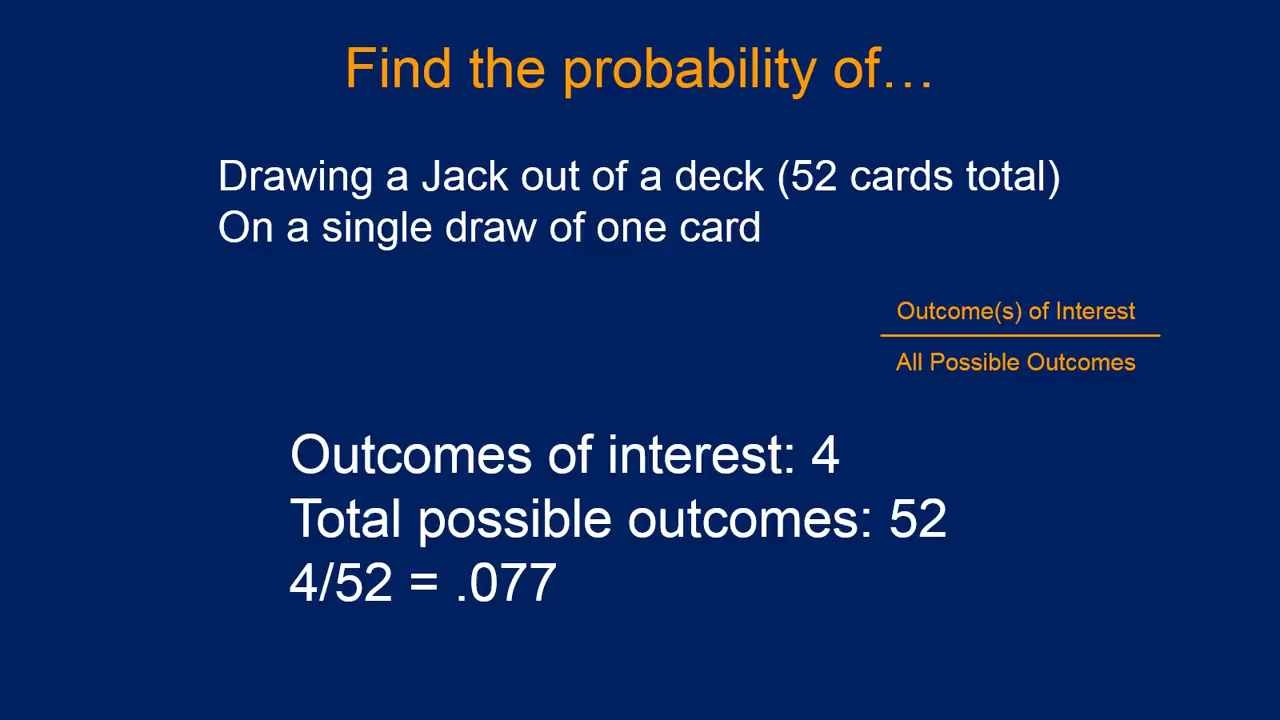 Find the probability of…
Drawing a Jack out of a deck (52 cards total)
On a single draw of one card
Outcome(s) of Interest
All Possible Outcomes
Outcomes of interest: 4
Total possible outcomes: 52
4/52 = .077